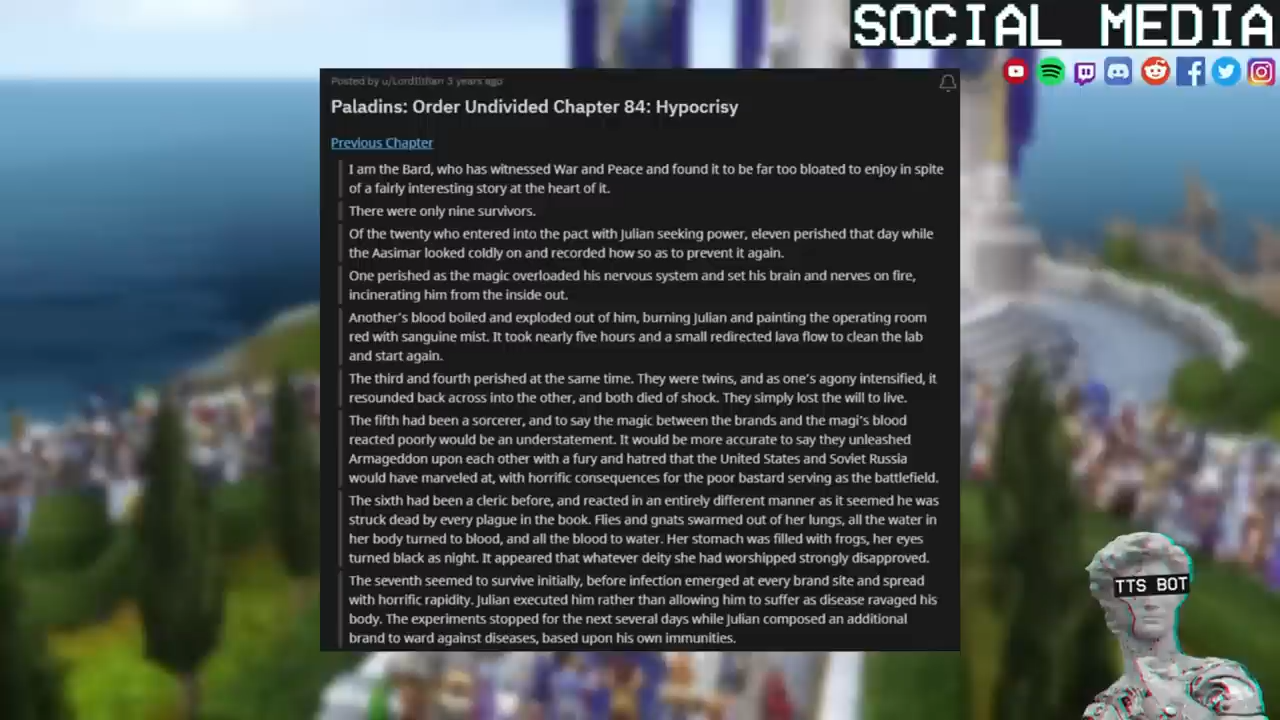 SOCIAL MEDIA
Posted by u/LordIlthan 3 years ago
Paladins: Order Undivided Chapter 84: Hypocrisy
Previous Chapter
I am the Bard, who has witnessed War and Peace and found it to be far too bloated to enjoy in spite
of a fairly interesting story at the heart of it.
There were only nine survivors.
Of the twenty who entered into the pact with Julian seeking power, eleven perished that day while
the Aasimar looked coldly on and recorded how so as to prevent it again.
One perished as the magic overloaded his nervous system and set his brain and nerves on fire,
incinerating him from the inside out.
Another's blood boiled and exploded out of him, burning Julian and painting the operating room
red with sanguine mist. It took nearly five hours and a small redirected lava flow to clean the lab
and start again.
The third and fourth perished at the same time. They were twins, and as one's agony intensified, it
resounded back across into the other, and both died of shock. They simply lost the will to live.
The fifth had been a sorcerer, and to say the magic between the brands and the magi's blood
reacted poorly would be an understatement. It would be more accurate to say they unleashed
Armageddon upon each other with a fury and hatred that the United States and Soviet Russia
would have marveled at, with horrific consequences for the poor bastard serving as the battlefield.
The sixth had been a cleric before, and reacted in an entirely different manner as it seemed he was
struck dead by every plague in the book. Flies and gnats swarmed out of her lungs, all the water in
her body turned to blood, and all the blood to water. Her stomach was filled with frogs, her eyes
turned black as night. It appeared that whatever deity she had worshipped strongly disapproved.
The seventh seemed to survive initially, before infection emerged at every brand site and spread
with horrific rapidity. Julian executed him rather than allowing him to suffer as disease ravaged his
body. The experiments stopped for the next several days while Julian composed an additional
brand to ward against diseases, based upon his own immunities.
TTS BOT